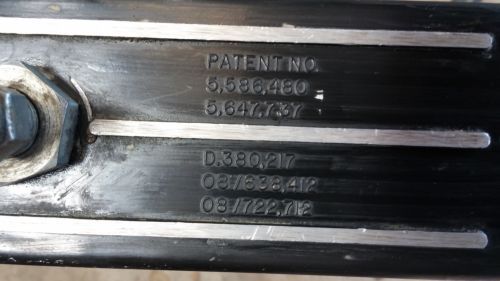 PATENT NO.
5,586,480
5,647,737
D.380,217
08/638,412
08/722,712